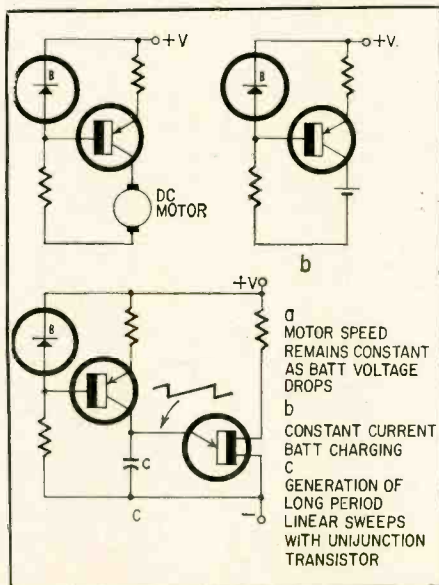 +V
B
DC
MOTOR
+V
B
b
+V
B
C
C
−
a
MOTOR SPEED
REMAINS CONSTANT
AS BATT VOLTAGE
DROPS
b
CONSTANT CURRENT
BATT CHARGING
c
GENERATION OF
LONG PERIOD
LINEAR SWEEPS
WITH UNIJUNCTION
TRANSISTOR